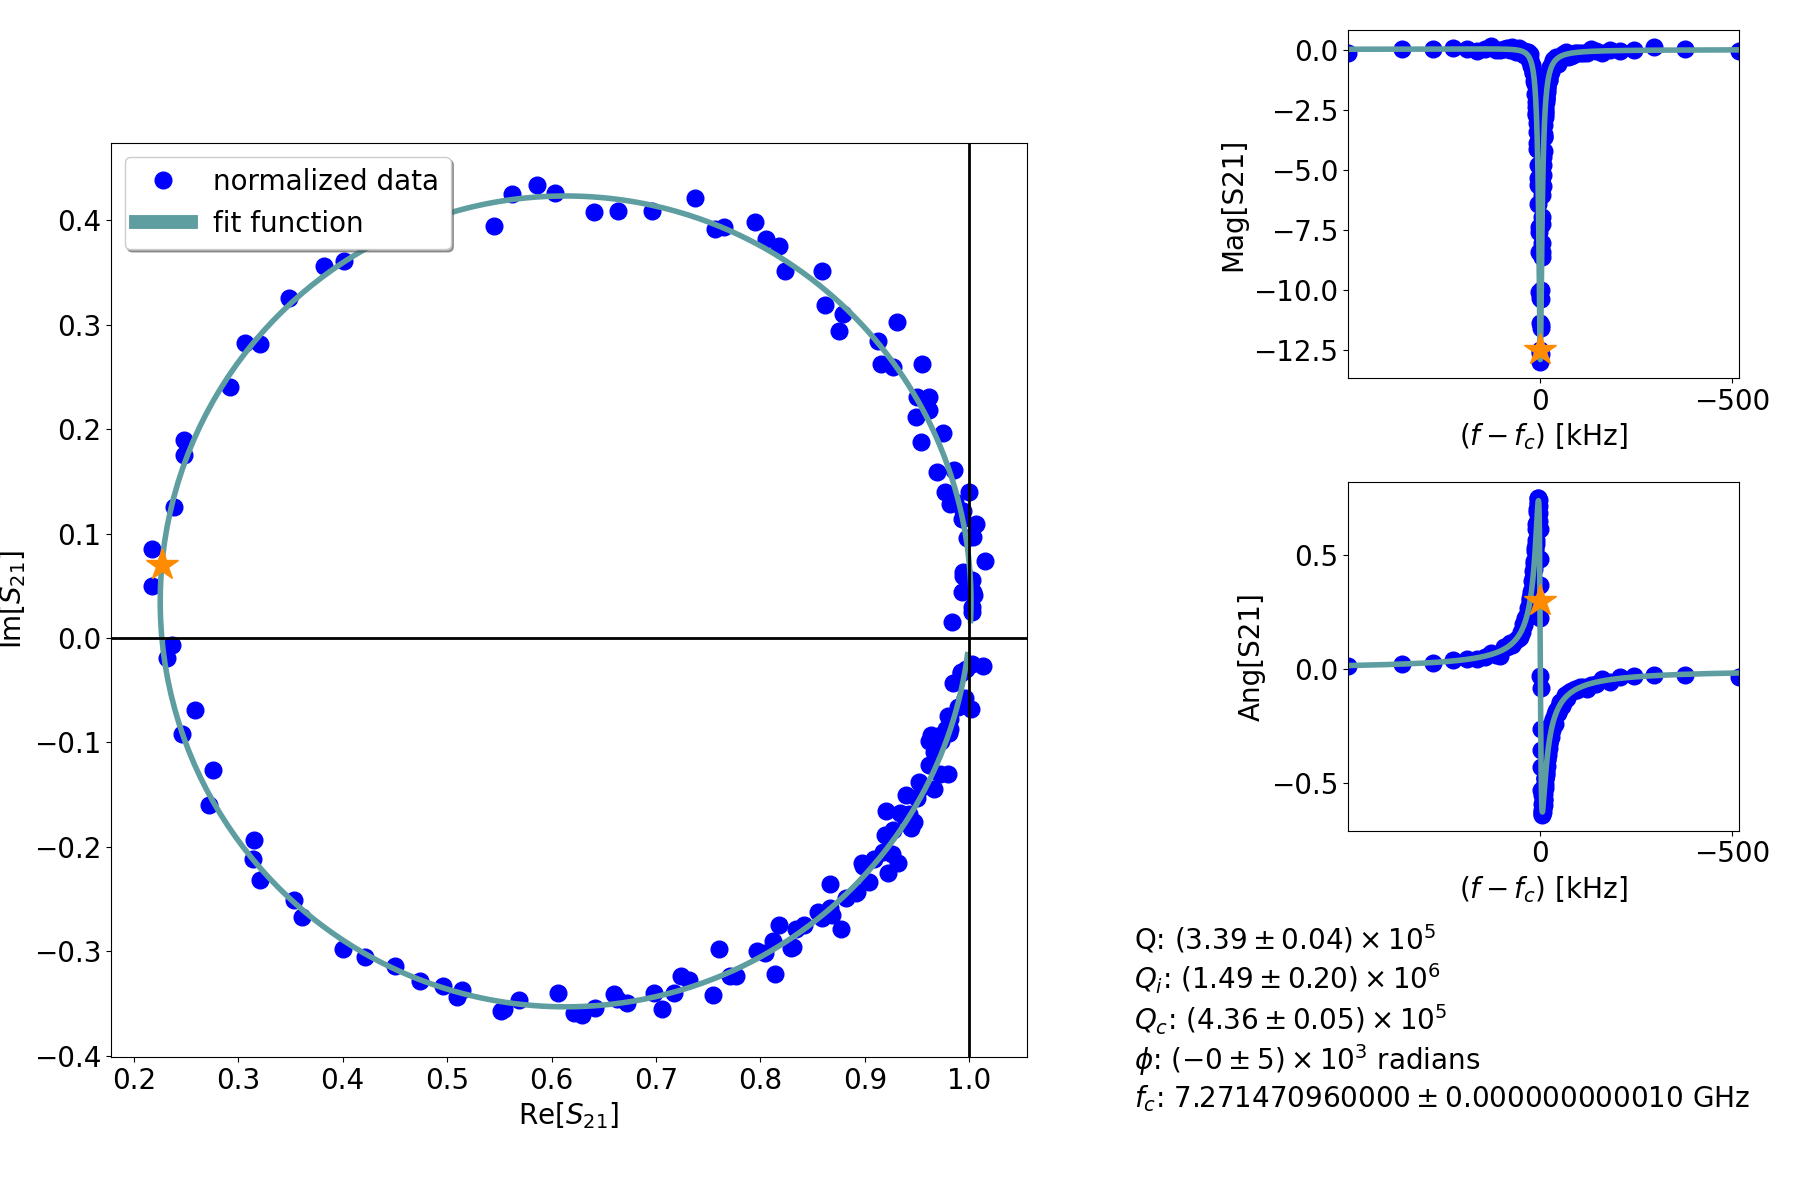 normalized data
fit function
0.4
0.3
0.2
0.1
0.0
−0.1
−0.2
−0.3
−0.4
Im[S21]
0.2 0.3 0.4 0.5 0.6 0.7 0.8 0.9 1.0
Re[S21]
0.0
−2.5
−5.0
−7.5
−10.0
−12.5
Mag[S21]
0 −500
(f − fc) [kHz]
0.5
0.0
−0.5
Ang[S21]
0 −500
(f − fc) [kHz]
Q: (3.39 ± 0.04) × 10^5
Qi: (1.49 ± 0.20) × 10^6
Qc: (4.36 ± 0.05) × 10^5
ϕ: (−0 ± 5) × 10^3 radians
fc: 7.271470960000 ± 0.000000000010 GHz